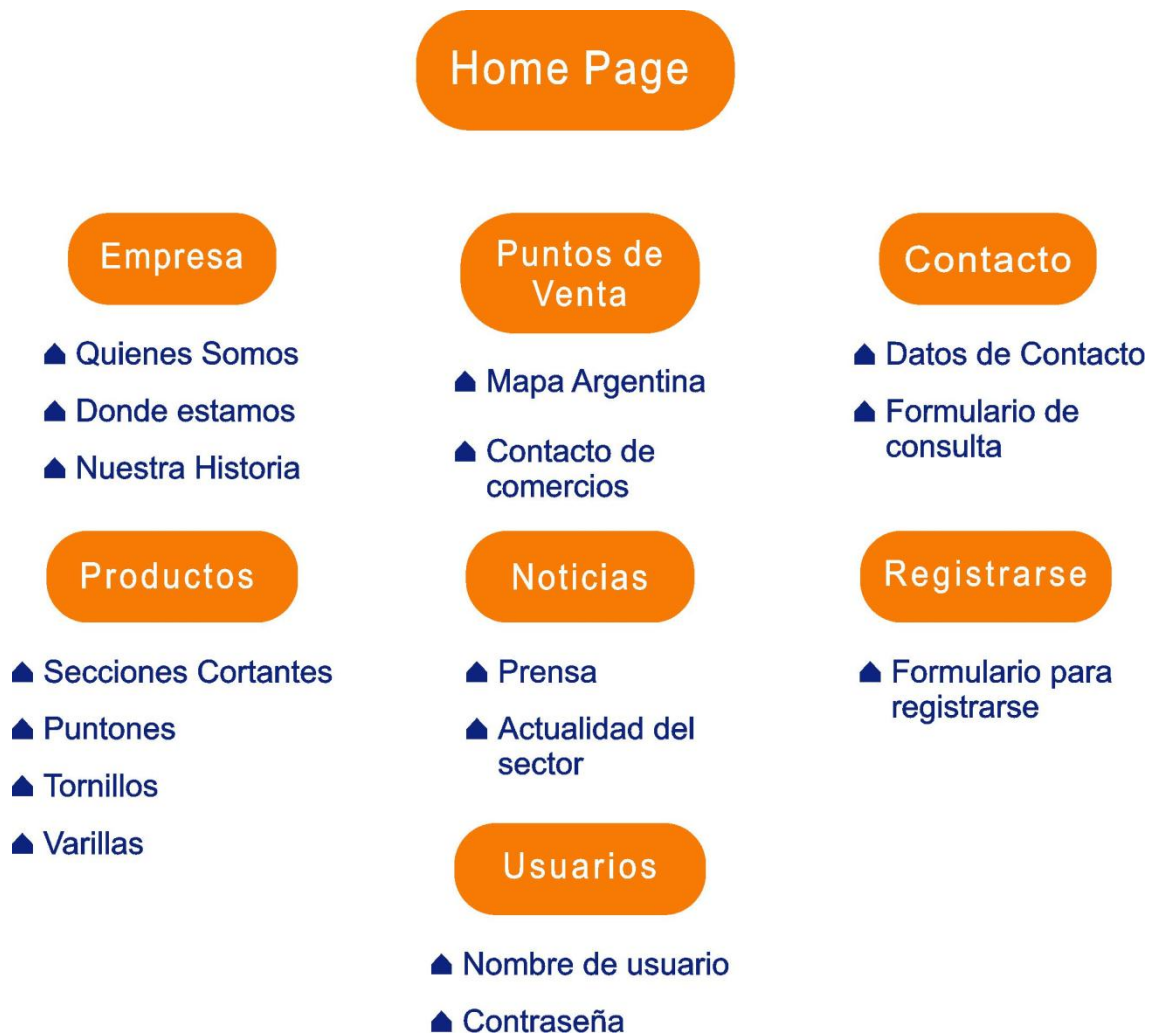 Home Page
Empresa
Quienes Somos
Donde estamos
Nuestra Historia
Puntos de
Venta
Mapa Argentina
Contacto de
comercios
Contacto
Datos de Contacto
Formulario de
consulta
Productos
Secciones Cortantes
Puntones
Tornillos
Varillas
Noticias
Prensa
Actualidad del
sector
Registrarse
Formulario para
registrarse
Usuarios
Nombre de usuario
Contraseña